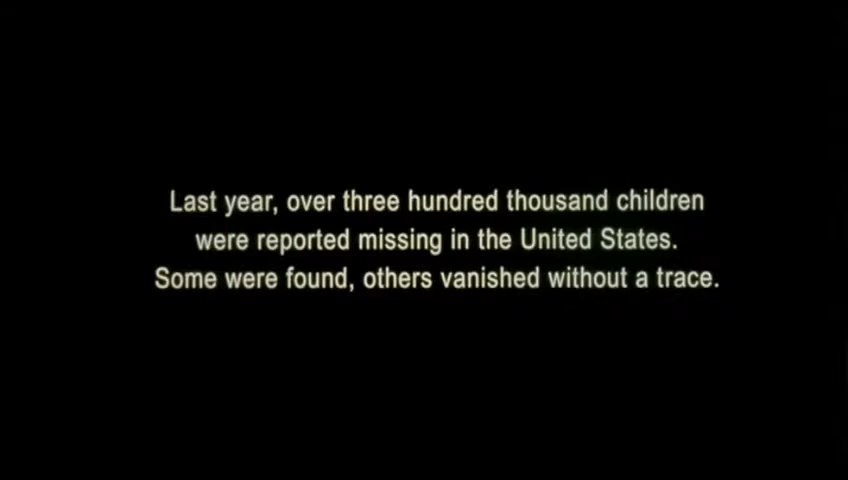 Last year, over three hundred thousand children
were reported missing in the United States.
Some were found, others vanished without a trace.